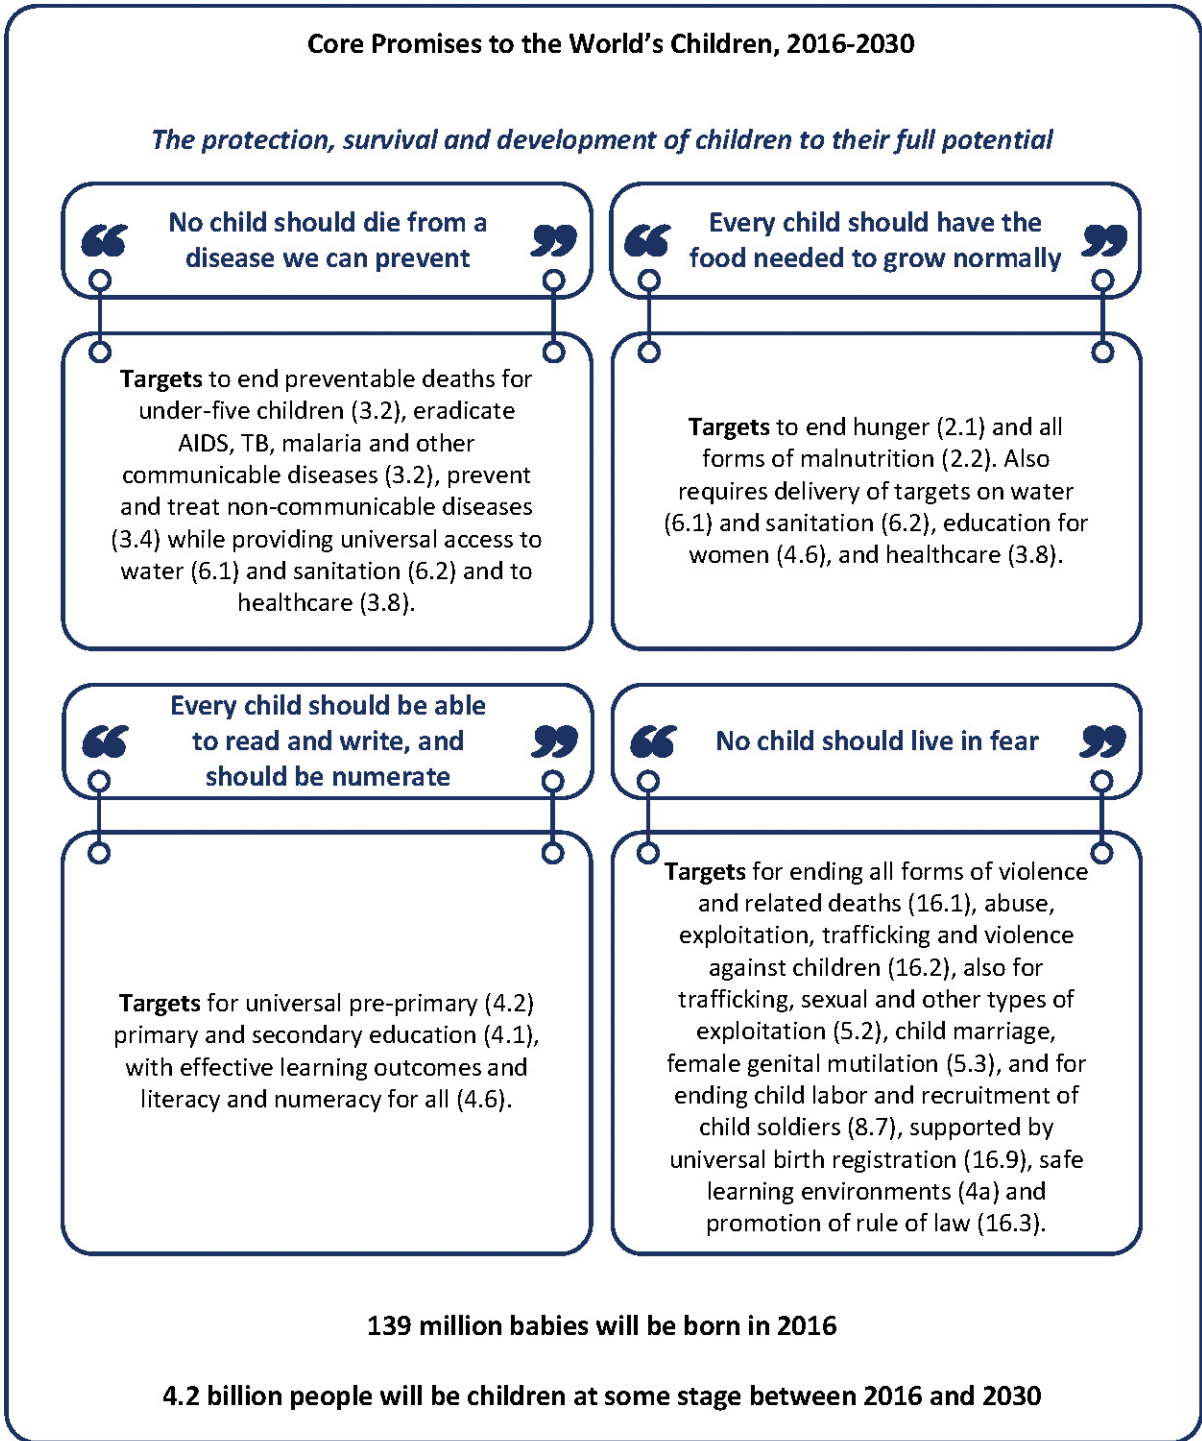 Core Promises to the World’s Children, 2016-2030
The protection, survival and development of children to their full potential
“ No child should die from a ”
disease we can prevent
Targets to end preventable deaths for
under-five children (3.2), eradicate
AIDS, TB, malaria and other
communicable diseases (3.2), prevent
and treat non-communicable diseases
(3.4) while providing universal access to
water (6.1) and sanitation (6.2) and to
healthcare (3.8).
“ Every child should have the ”
food needed to grow normally
Targets to end hunger (2.1) and all
forms of malnutrition (2.2). Also
requires delivery of targets on water
(6.1) and sanitation (6.2), education for
women (4.6), and healthcare (3.8).
“ Every child should be able ”
to read and write, and
should be numerate
Targets for universal pre-primary (4.2)
primary and secondary education (4.1),
with effective learning outcomes and
literacy and numeracy for all (4.6).
“ No child should live in fear ”
Targets for ending all forms of violence
and related deaths (16.1), abuse,
exploitation, trafficking and violence
against children (16.2), also for
trafficking, sexual and other types of
exploitation (5.2), child marriage,
female genital mutilation (5.3), and for
ending child labor and recruitment of
child soldiers (8.7), supported by
universal birth registration (16.9), safe
learning environments (4a) and
promotion of rule of law (16.3).
139 million babies will be born in 2016
4.2 billion people will be children at some stage between 2016 and 2030